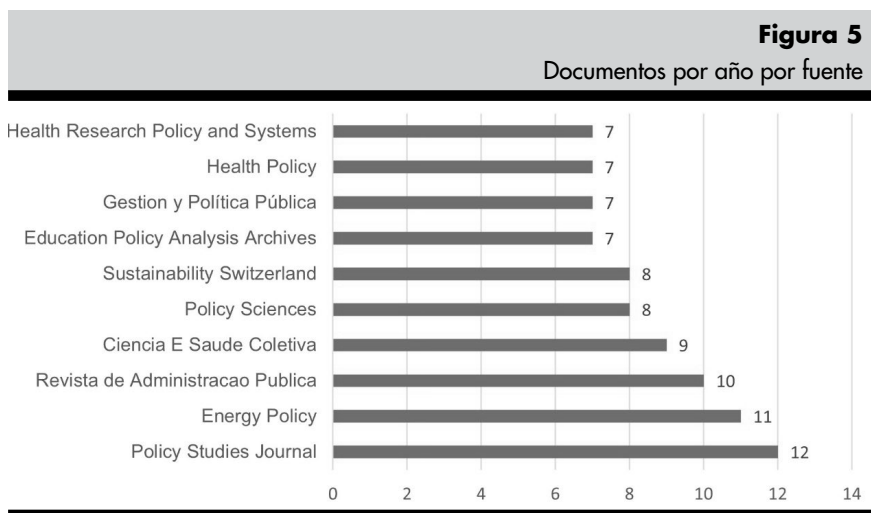 Figura 5
Documentos por año por fuente
Health Research Policy and Systems 7
Health Policy 7
Gestion y Política Pública 7
Education Policy Analysis Archives 7
Sustainability Switzerland 8
Policy Sciences 8
Ciencia E Saude Coletiva 9
Revista de Administracao Publica 10
Energy Policy 11
Policy Studies Journal 12
0 2 4 6 8 10 12 14